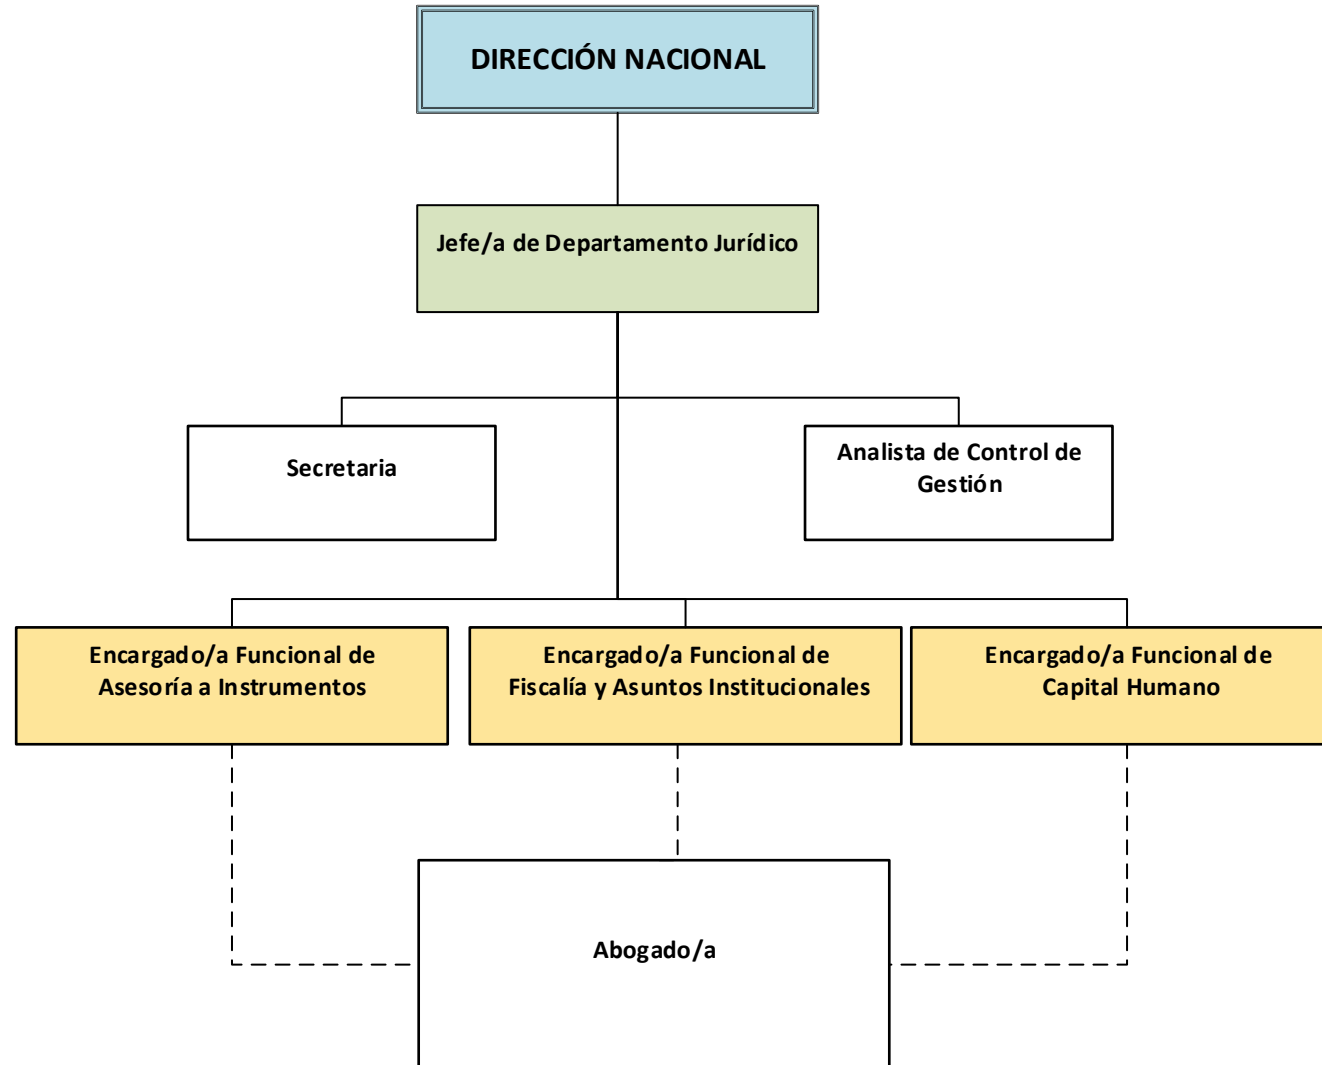 DIRECCIÓN NACIONAL
Jefe/a de Departamento Jurídico
Secretaria
Analista de Control de
Gestión
Encargado/a Funcional de
Asesoría a Instrumentos
Encargado/a Funcional de
Fiscalía y Asuntos Institucionales
Encargado/a Funcional de
Capital Humano
Abogado/a